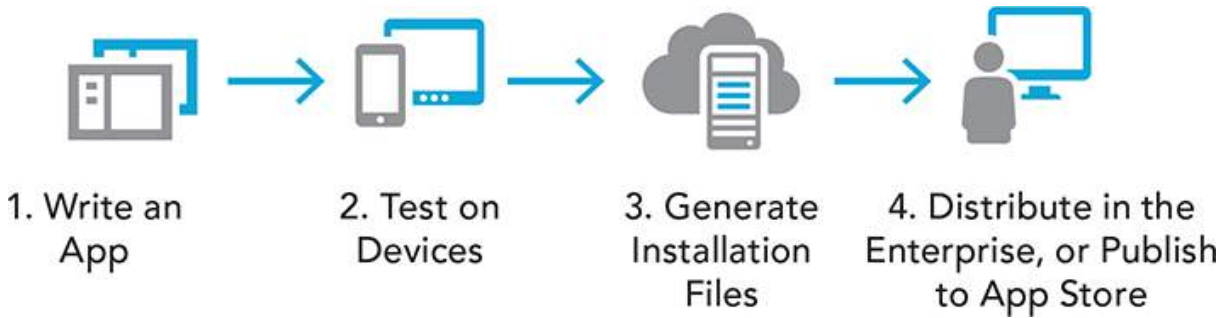 1. Write an
App
2. Test on
Devices
3. Generate
Installation
Files
4. Distribute in the
Enterprise, or Publish
to App Store